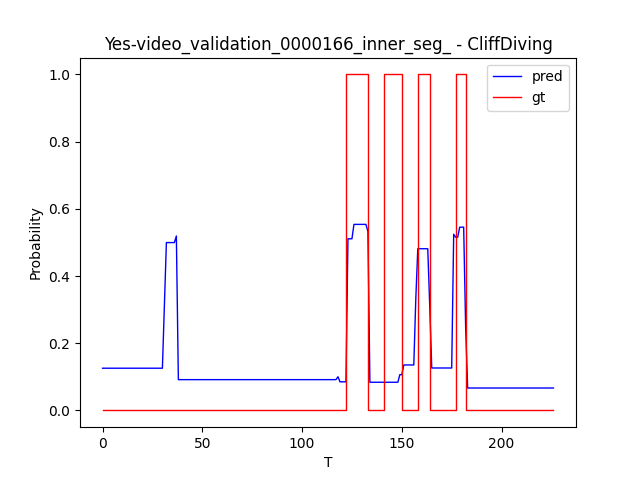 Yes-video_validation_0000166_inner_seg_ - CliffDiving
pred
gt
1.0
0.8
0.6
0.4
0.2
0.0
Probability
0
50
100
150
200
T